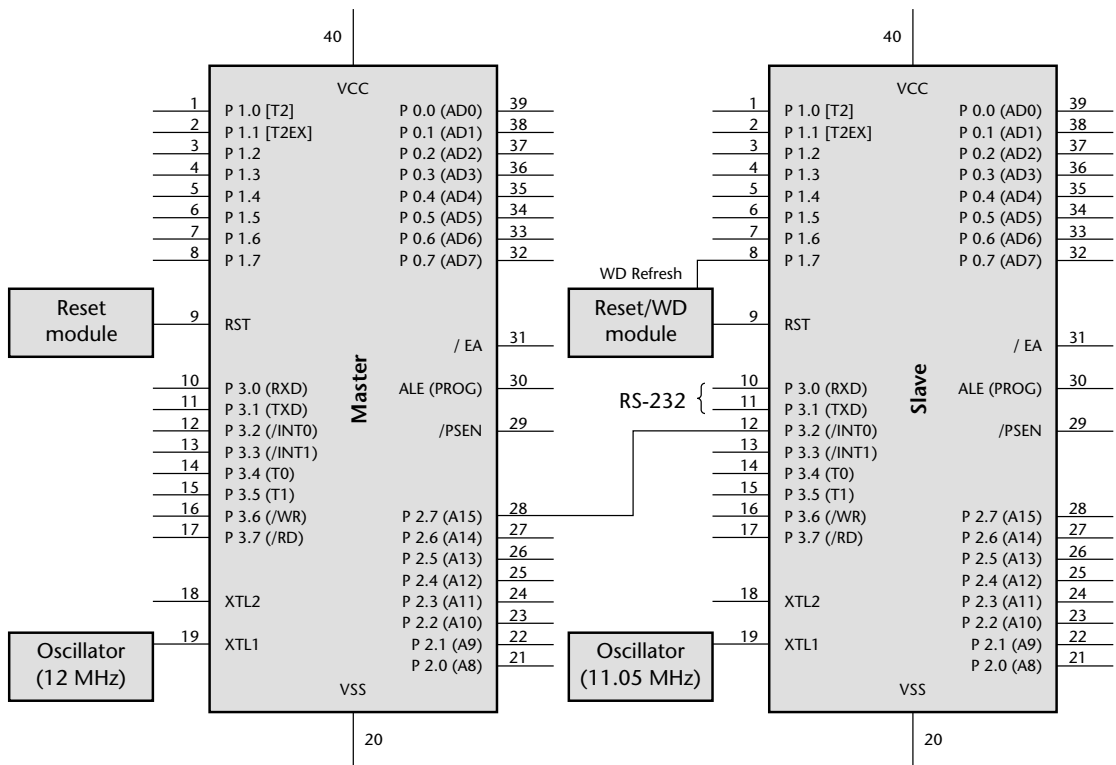 40
VCC
1 P 1.0 [T2] P 0.0 (AD0) 39
2 P 1.1 [T2EX] P 0.1 (AD1) 38
3 P 1.2 P 0.2 (AD2) 37
4 P 1.3 P 0.3 (AD3) 36
5 P 1.4 P 0.4 (AD4) 35
6 P 1.5 P 0.5 (AD5) 34
7 P 1.6 P 0.6 (AD6) 33
8 P 1.7 P 0.7 (AD7) 32
Reset
module
9 RST
/ EA 31
Master
10 P 3.0 (RXD) ALE (PROG) 30
11 P 3.1 (TXD)
12 P 3.2 (/INT0) /PSEN 29
13 P 3.3 (/INT1)
14 P 3.4 (T0)
15 P 3.5 (T1)
16 P 3.6 (/WR) P 2.7 (A15) 28
17 P 3.7 (/RD) P 2.6 (A14) 27
P 2.5 (A13) 26
P 2.4 (A12) 25
18 XTL2 P 2.3 (A11) 24
P 2.2 (A10) 23
19 XTL1 P 2.1 (A9) 22
P 2.0 (A8) 21
Oscillator
(12 MHz)
VSS
20
40
VCC
1 P 1.0 [T2] P 0.0 (AD0) 39
2 P 1.1 [T2EX] P 0.1 (AD1) 38
3 P 1.2 P 0.2 (AD2) 37
4 P 1.3 P 0.3 (AD3) 36
5 P 1.4 P 0.4 (AD4) 35
6 P 1.5 P 0.5 (AD5) 34
7 P 1.6 P 0.6 (AD6) 33
8 P 1.7 P 0.7 (AD7) 32
WD Refresh
Reset/WD
module
9 RST
/ EA 31
Slave
RS-232
10 P 3.0 (RXD) ALE (PROG) 30
11 P 3.1 (TXD)
12 P 3.2 (/INT0) /PSEN 29
13 P 3.3 (/INT1)
14 P 3.4 (T0)
15 P 3.5 (T1)
16 P 3.6 (/WR) P 2.7 (A15) 28
17 P 3.7 (/RD) P 2.6 (A14) 27
P 2.5 (A13) 26
P 2.4 (A12) 25
18 XTL2 P 2.3 (A11) 24
P 2.2 (A10) 23
19 XTL1 P 2.1 (A9) 22
P 2.0 (A8) 21
Oscillator
(11.05 MHz)
VSS
20